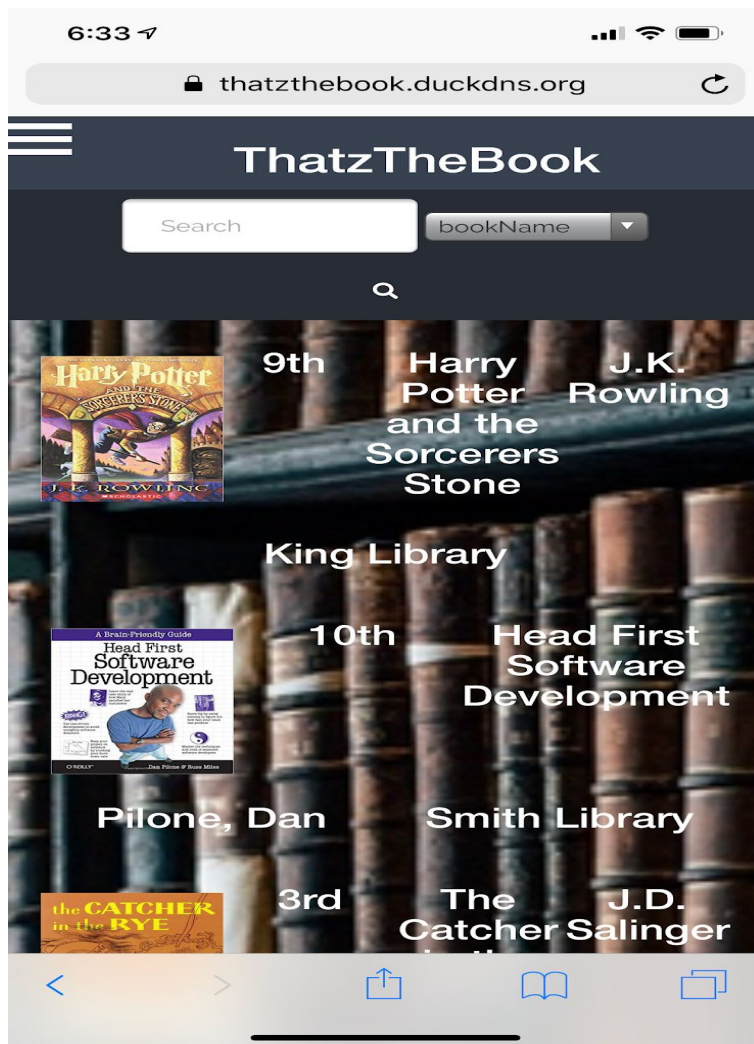 6:33
thatzthebook.duckdns.org
ThatzTheBook
Search
bookName
Harry Potter
AND THE
SORCERER'S STONE
J. K. ROWLING
SCHOLASTIC
9th
Harry
Potter
and the
Sorcerers
Stone
J.K.
Rowling
King Library
A Brain-Friendly Guide
Head First
Software
Development
O'REILLY
Dan Pilone & Russ Miles
10th
Head First
Software
Development
Pilone, Dan
Smith Library
the CATCHER
in the RYE
3rd
The
Catcher
J.D.
Salinger